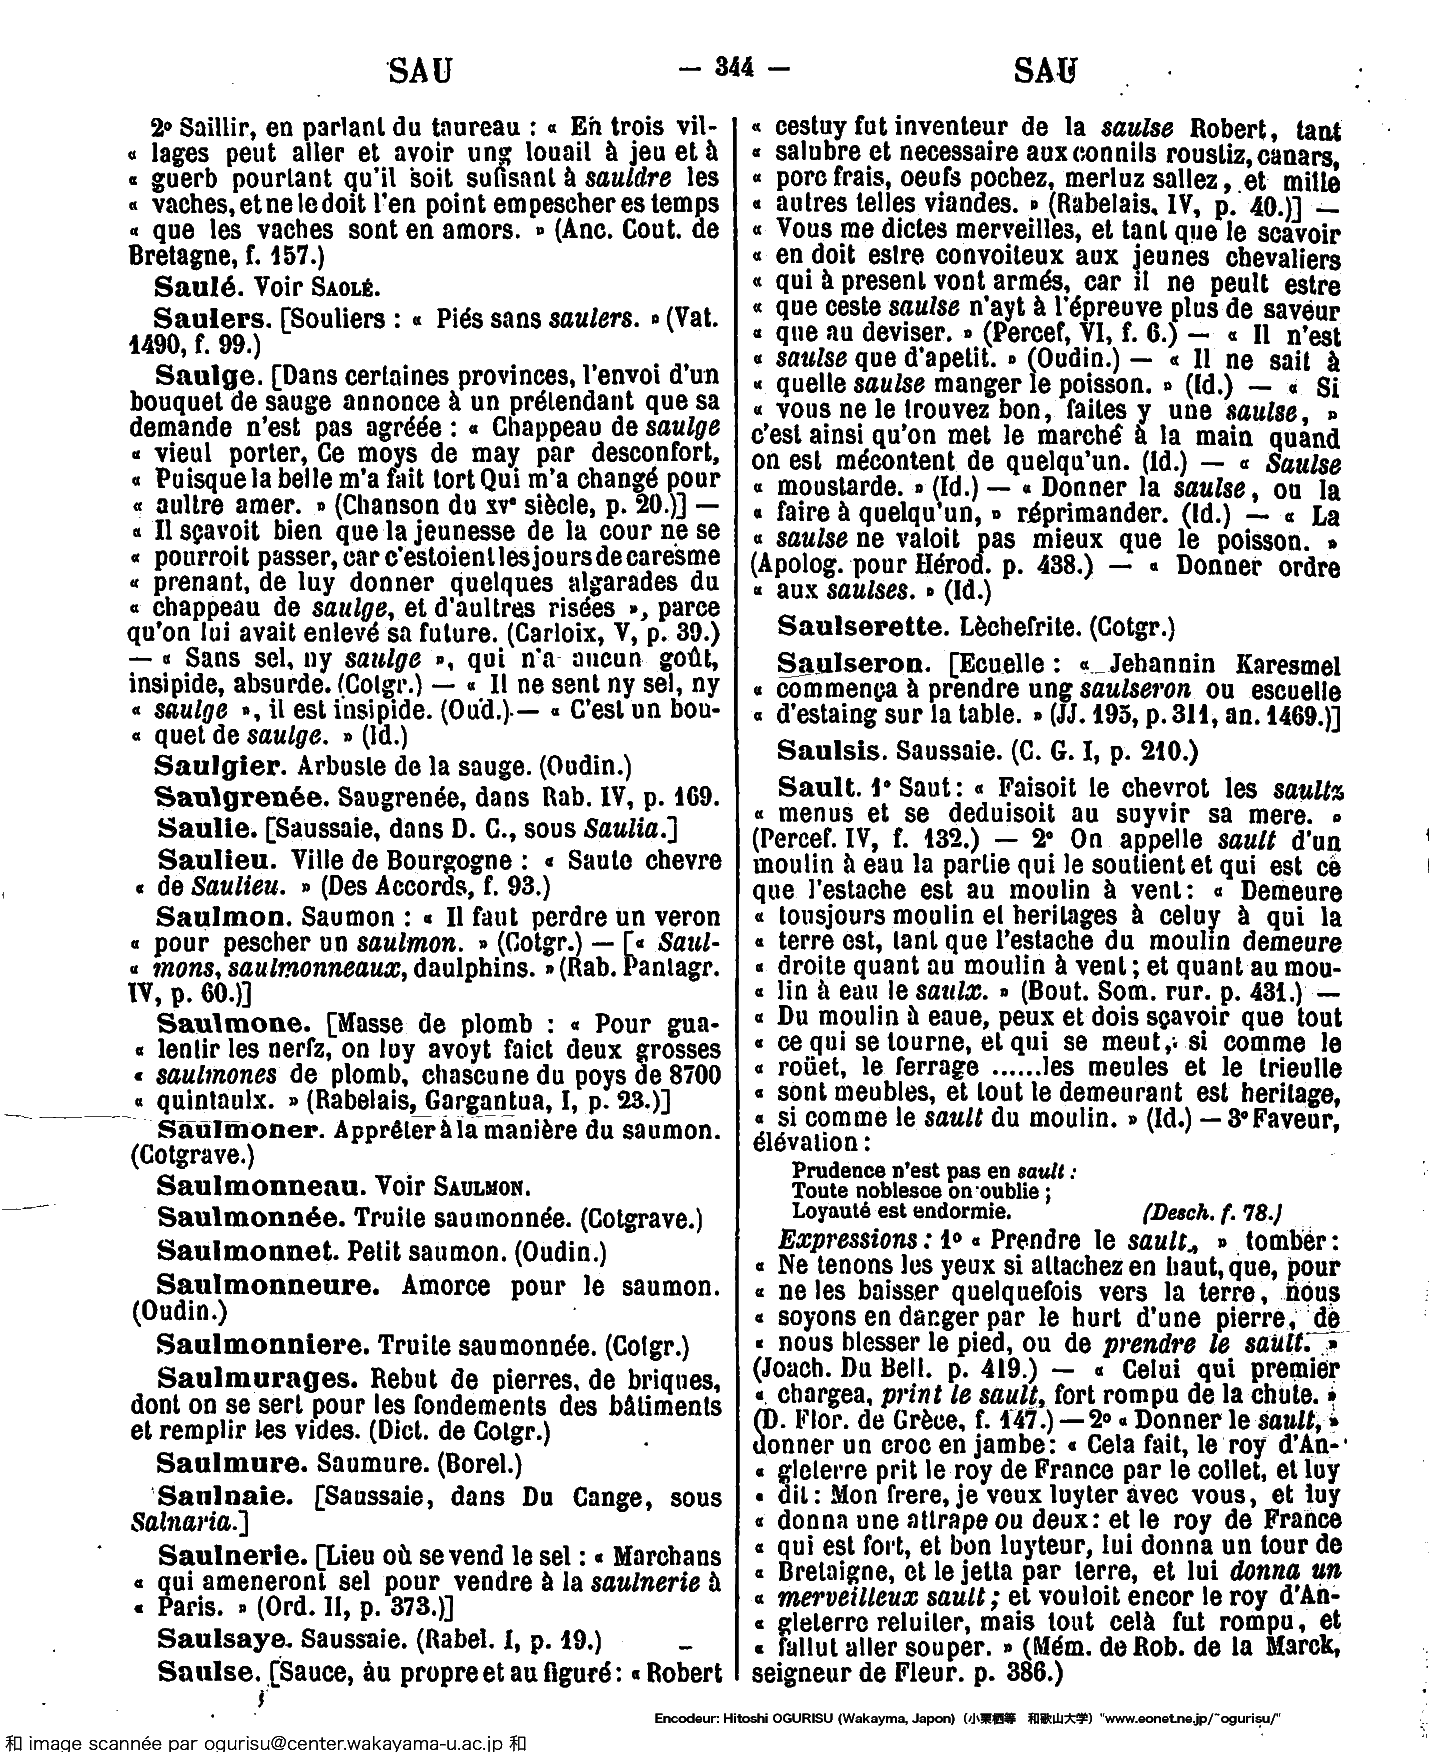 SAU — 344 — SAU
2º Saillir, en parlant du taureau : « En trois vil-
« lages peut aller et avoir ung louail à jeu et à
« guerb pourtant qu'il soit sufisant à sauldre les
« vaches, et ne le doit l'en point empescher es temps
« que les vaches sont en amors. » (Anc. Cout. de
Bretagne, f. 157.)
Saulé. Voir SAOLÉ.
Saulers. [Souliers : « Piés sans saulers. » (Vat.
1490, f. 99.)
Saulge. [Dans certaines provinces, l'envoi d'un
bouquet de sauge annonce à un prétendant que sa
demande n'est pas agréée : « Chappeau de saulge
« vieul porter, Ce moys de may par desconfort,
« Puisque la belle m'a fait tort Qui m'a changé pour
« aultre amer. » (Chanson du XVe siècle, p. 20.)] —
« Il sçavoit bien que la jeunesse de la cour ne se
« pourroit passer, car c'estoient les jours de caresme
« prenant, de luy donner quelques algarades du
« chappeau de saulge, et d'aultres risées », parce
qu'on lui avait enlevé sa future. (Carloix, V, p. 39.)
— « Sans sel, ny saulge », qui n'a aucun goût,
insipide, absurde. (Cotgr.) — « Il ne sent ny sel, ny
« saulge », il est insipide. (Oud.) — « C'est un bou-
« quet de saulge. » (Id.)
Saulgier. Arbuste de la sauge. (Oudin.)
Saulgrenée. Saugrenée, dans Rab. IV, p. 169.
Saulie. [Saussaie, dans D. C., sous Saulia.]
Saulieu. Ville de Bourgogne : « Saute chevre
« de Saulieu. » (Des Accords, f. 93.)
Saulmon. Saumon : « Il faut perdre un veron
« pour pescher un saulmon. » (Cotgr.) — [« Saul-
« mons, saulmonneaux, daulphins. » (Rab. Pantagr.
IV, p. 60.)]
Saulmone. [Masse de plomb : « Pour gua-
« lentir les nerfz, on luy avoyt faict deux grosses
« saulmones de plomb, chascune du poys de 8700
« quintaulx. » (Rabelais, Gargantua, I, p. 23.)]
Saulmoner. Apprêter à la manière du saumon.
(Cotgrave.)
Saulmonneau. Voir SAULMON.
Saulmonnée. Truite saumonnée. (Cotgrave.)
Saulmonnet. Petit saumon. (Oudin.)
Saulmonneure. Amorce pour le saumon.
(Oudin.)
Saulmonniere. Truite saumonnée. (Cotgr.)
Saulmurages. Rebut de pierres, de briques,
dont on se sert pour les fondements des bâtiments
et remplir les vides. (Dict. de Cotgr.)
Saulmure. Saumure. (Borel.)
Saulnaie. [Saussaie, dans Du Cange, sous
Salnaria.]
Saulnerie. [Lieu où se vend le sel : « Marchans
« qui ameneront sel pour vendre à la saulnerie à
« Paris. » (Ord. II, p. 373.)]
Saulsaye. Saussaie. (Rabel. I, p. 19.)
Saulse. [Sauce, au propre et au figuré : « Robert
« cestuy fut inventeur de la saulse Robert, tant
« salubre et necessaire aux connils roustiz, canars,
« porc frais, oeufs pochez, merluz sallez, et mille
« autres telles viandes. » (Rabelais, IV, p. 40.)] —
« Vous me dictes merveilles, et tant que le scavoir
« en doit estre convoiteux aux jeunes chevaliers
« qui à present vont armés, car il ne peult estre
« que ceste saulse n'ayt à l'épreuve plus de saveur
« que au deviser. » (Percef, VI, f. 6.) — « Il n'est
« saulse que d'apetit. » (Oudin.) — « Il ne sait à
« quelle saulse manger le poisson. » (Id.) — « Si
« vous ne le trouvez bon, faites y une saulse, »
c'est ainsi qu'on met le marché à la main quand
on est mécontent de quelqu'un. (Id.) — « Saulse
« moustarde. » (Id.) — « Donner la saulse, ou la
« faire à quelqu'un, » réprimander. (Id.) — « La
« saulse ne valoit pas mieux que le poisson. »
(Apolog. pour Hérod. p. 438.) — « Donner ordre
« aux saulses. » (Id.)
Saulserette. Lèchefrite. (Cotgr.)
Saulseron. [Ecuelle : « Jehannin Karesmel
« commença à prendre ung saulseron ou escuelle
« d'estaing sur la table. » (JJ. 195, p. 311, an. 1469.)]
Saulsis. Saussaie. (C. G. I, p. 210.)
Sault. 1º Saut : « Faisoit le chevrot les saultz
« menus et se deduisoit au suyvir sa mere. »
(Percef. IV, f. 132.) — 2º On appelle sault d'un
moulin à eau la partie qui le soutient et qui est ce
que l'estache est au moulin à vent : « Demeure
« tousjours moulin et heritages à celuy à qui la
« terre est, tant que l'estache du moulin demeure
« droite quant au moulin à vent ; et quant au mou-
« lin à eau le saulx. » (Bout. Som. rur. p. 431.) —
« Du moulin à eaue, peux et dois sçavoir que tout
« ce qui se tourne, et qui se meut, si comme le
« roüet, le ferrage ......les meules et le trieulle
« sont meubles, et tout le demeurant est heritage,
« si comme le sault du moulin. » (Id.) — 3º Faveur,
élévation :
Prudence n'est pas en sault :
Toute noblesce on oublie ;
Loyauté est endormie. (Desch. f. 78.)
Expressions : 1º « Prendre le sault, » tomber :
« Ne tenons les yeux si attachez en haut, que, pour
« ne les baisser quelquefois vers la terre, nous
« soyons en danger par le hurt d'une pierre, de
« nous blesser le pied, ou de prendre le sault. »
(Joach. Du Bell. p. 419.) — « Celui qui premier
« chargea, print le sault, fort rompu de la chute. »
(D. Flor. de Grèce, f. 147.) — 2º « Donner le sault, »
donner un croc en jambe : « Cela fait, le roy d'An-
« gleterre prit le roy de France par le collet, et luy
« dit : Mon frere, je veux luyter avec vous, et luy
« donna une attrape ou deux : et le roy de France
« qui est fort, et bon luyteur, lui donna un tour de
« Bretaigne, et le jetta par terre, et lui donna un
« merveilleux sault ; et vouloit encor le roy d'An-
« gleterre reluiter, mais tout celà fut rompu, et
« fallut aller souper. » (Mém. de Rob. de la Marck,
seigneur de Fleur. p. 386.)
Encodeur: Hitoshi OGURISU (Wakayma, Japon) (小栗栖等 和歌山大学) "www.eonet.ne.jp/~ogurisu/"
和 image scannée par ogurisu@center.wakayama-u.ac.jp 和